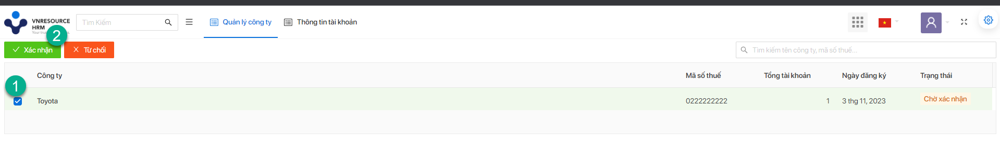 VNRESOURCE
HRM
Your tru
s.
Tìm Kiếm
Quản lý công ty
Thông tin tài khoản
2
Xác nhận
Từ chối
Tìm kiếm tên công ty, mã số thuế...
1
Công ty
Mã số thuế
Tổng tài khoản
Ngày đăng ký
Trạng thái
Toyota
0222222222
1
3 thg 11, 2023
Chờ xác nhận